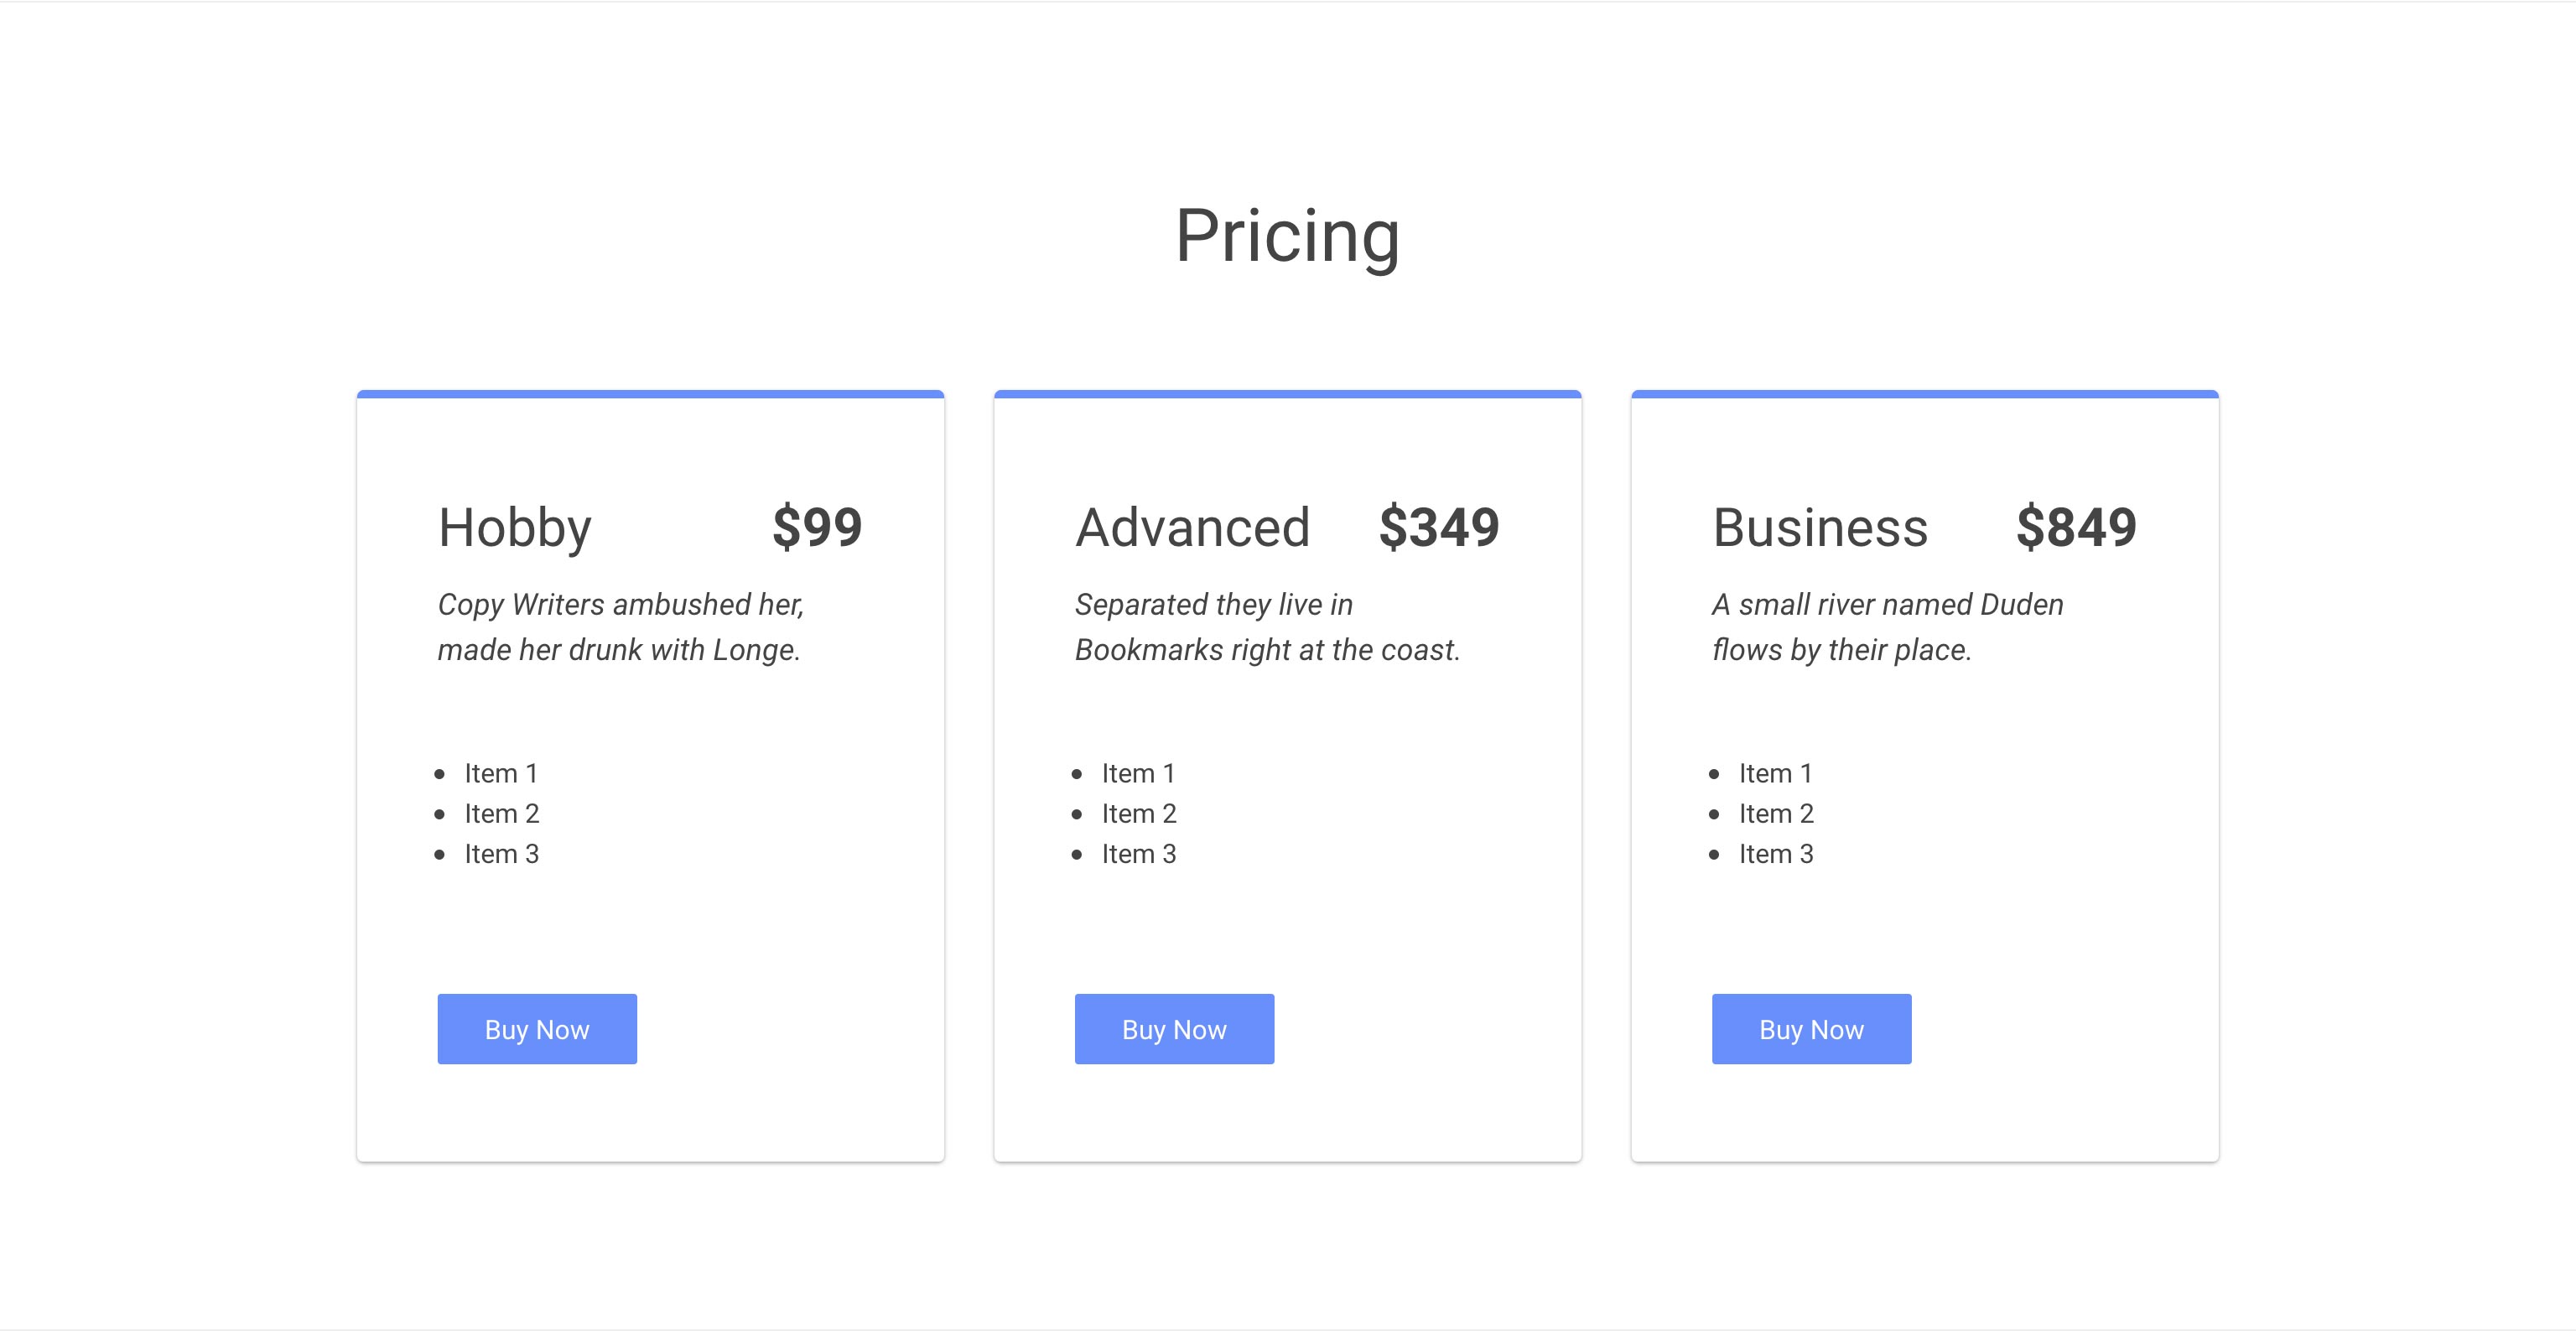 Pricing
Hobby $99
Copy Writers ambushed her,
made her drunk with Longe.
Item 1
Item 2
Item 3
Buy Now
Advanced $349
Separated they live in
Bookmarks right at the coast.
Item 1
Item 2
Item 3
Buy Now
Business $849
A small river named Duden
flows by their place.
Item 1
Item 2
Item 3
Buy Now